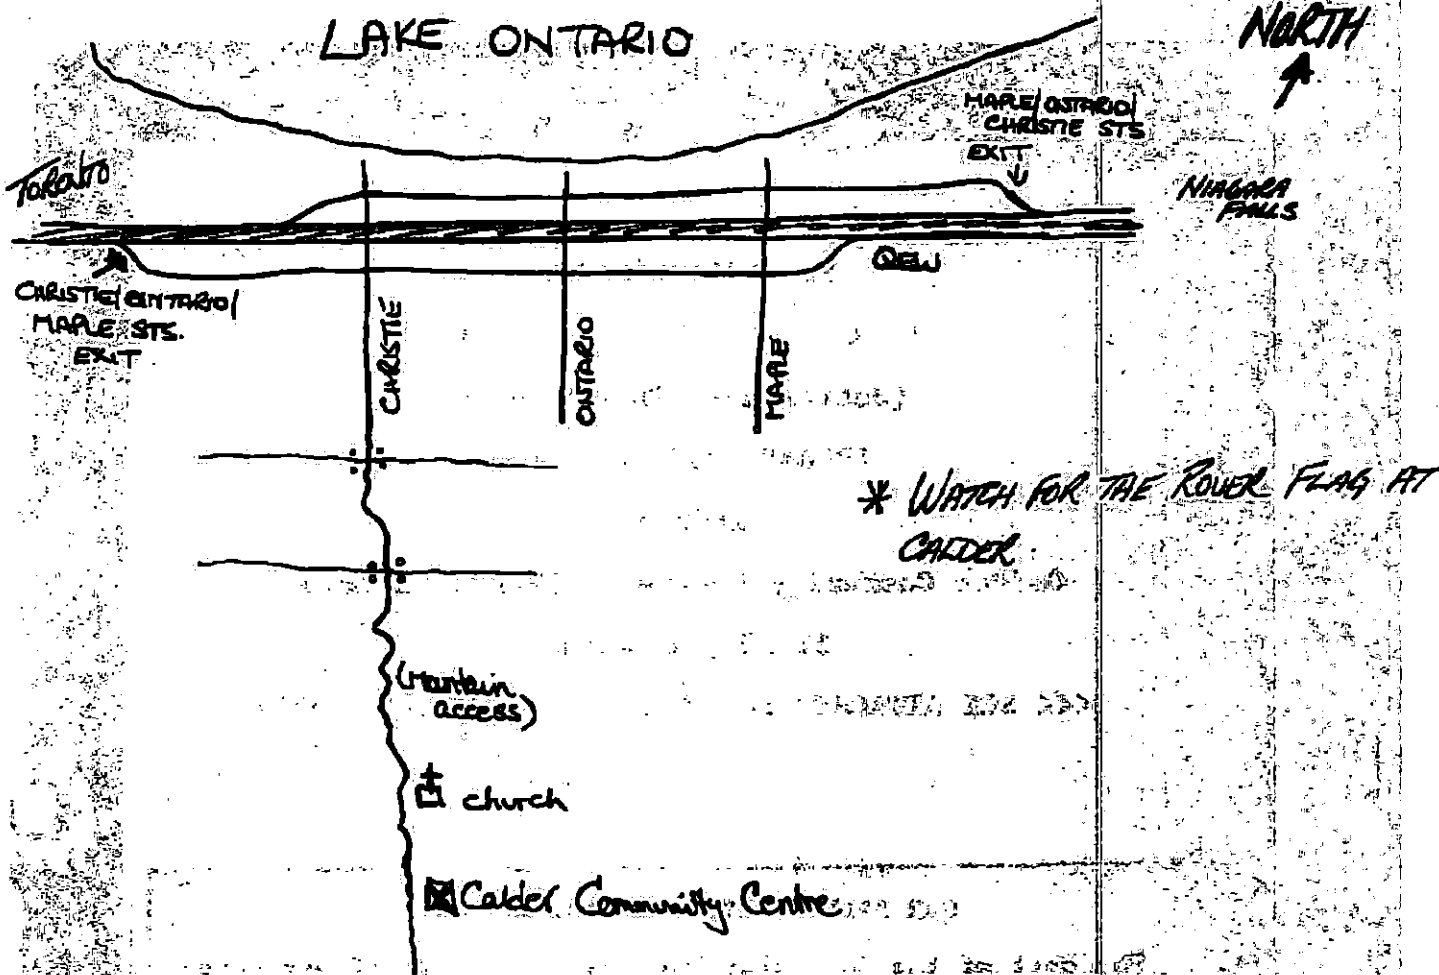 LAKE ONTARIO
NORTH
MAPLE/ONTARIO/
CHRISTIE STS
EXIT
TORONTO
NIAGARA
FALLS
QEW
CHRISTIE/ONTARIO/
MAPLE STS.
EXIT
CHRISTIE
ONTARIO
MAPLE
* WATCH FOR THE ROVER FLAG AT
CALDER
(Mountain
access)
church
Calder Community Centre